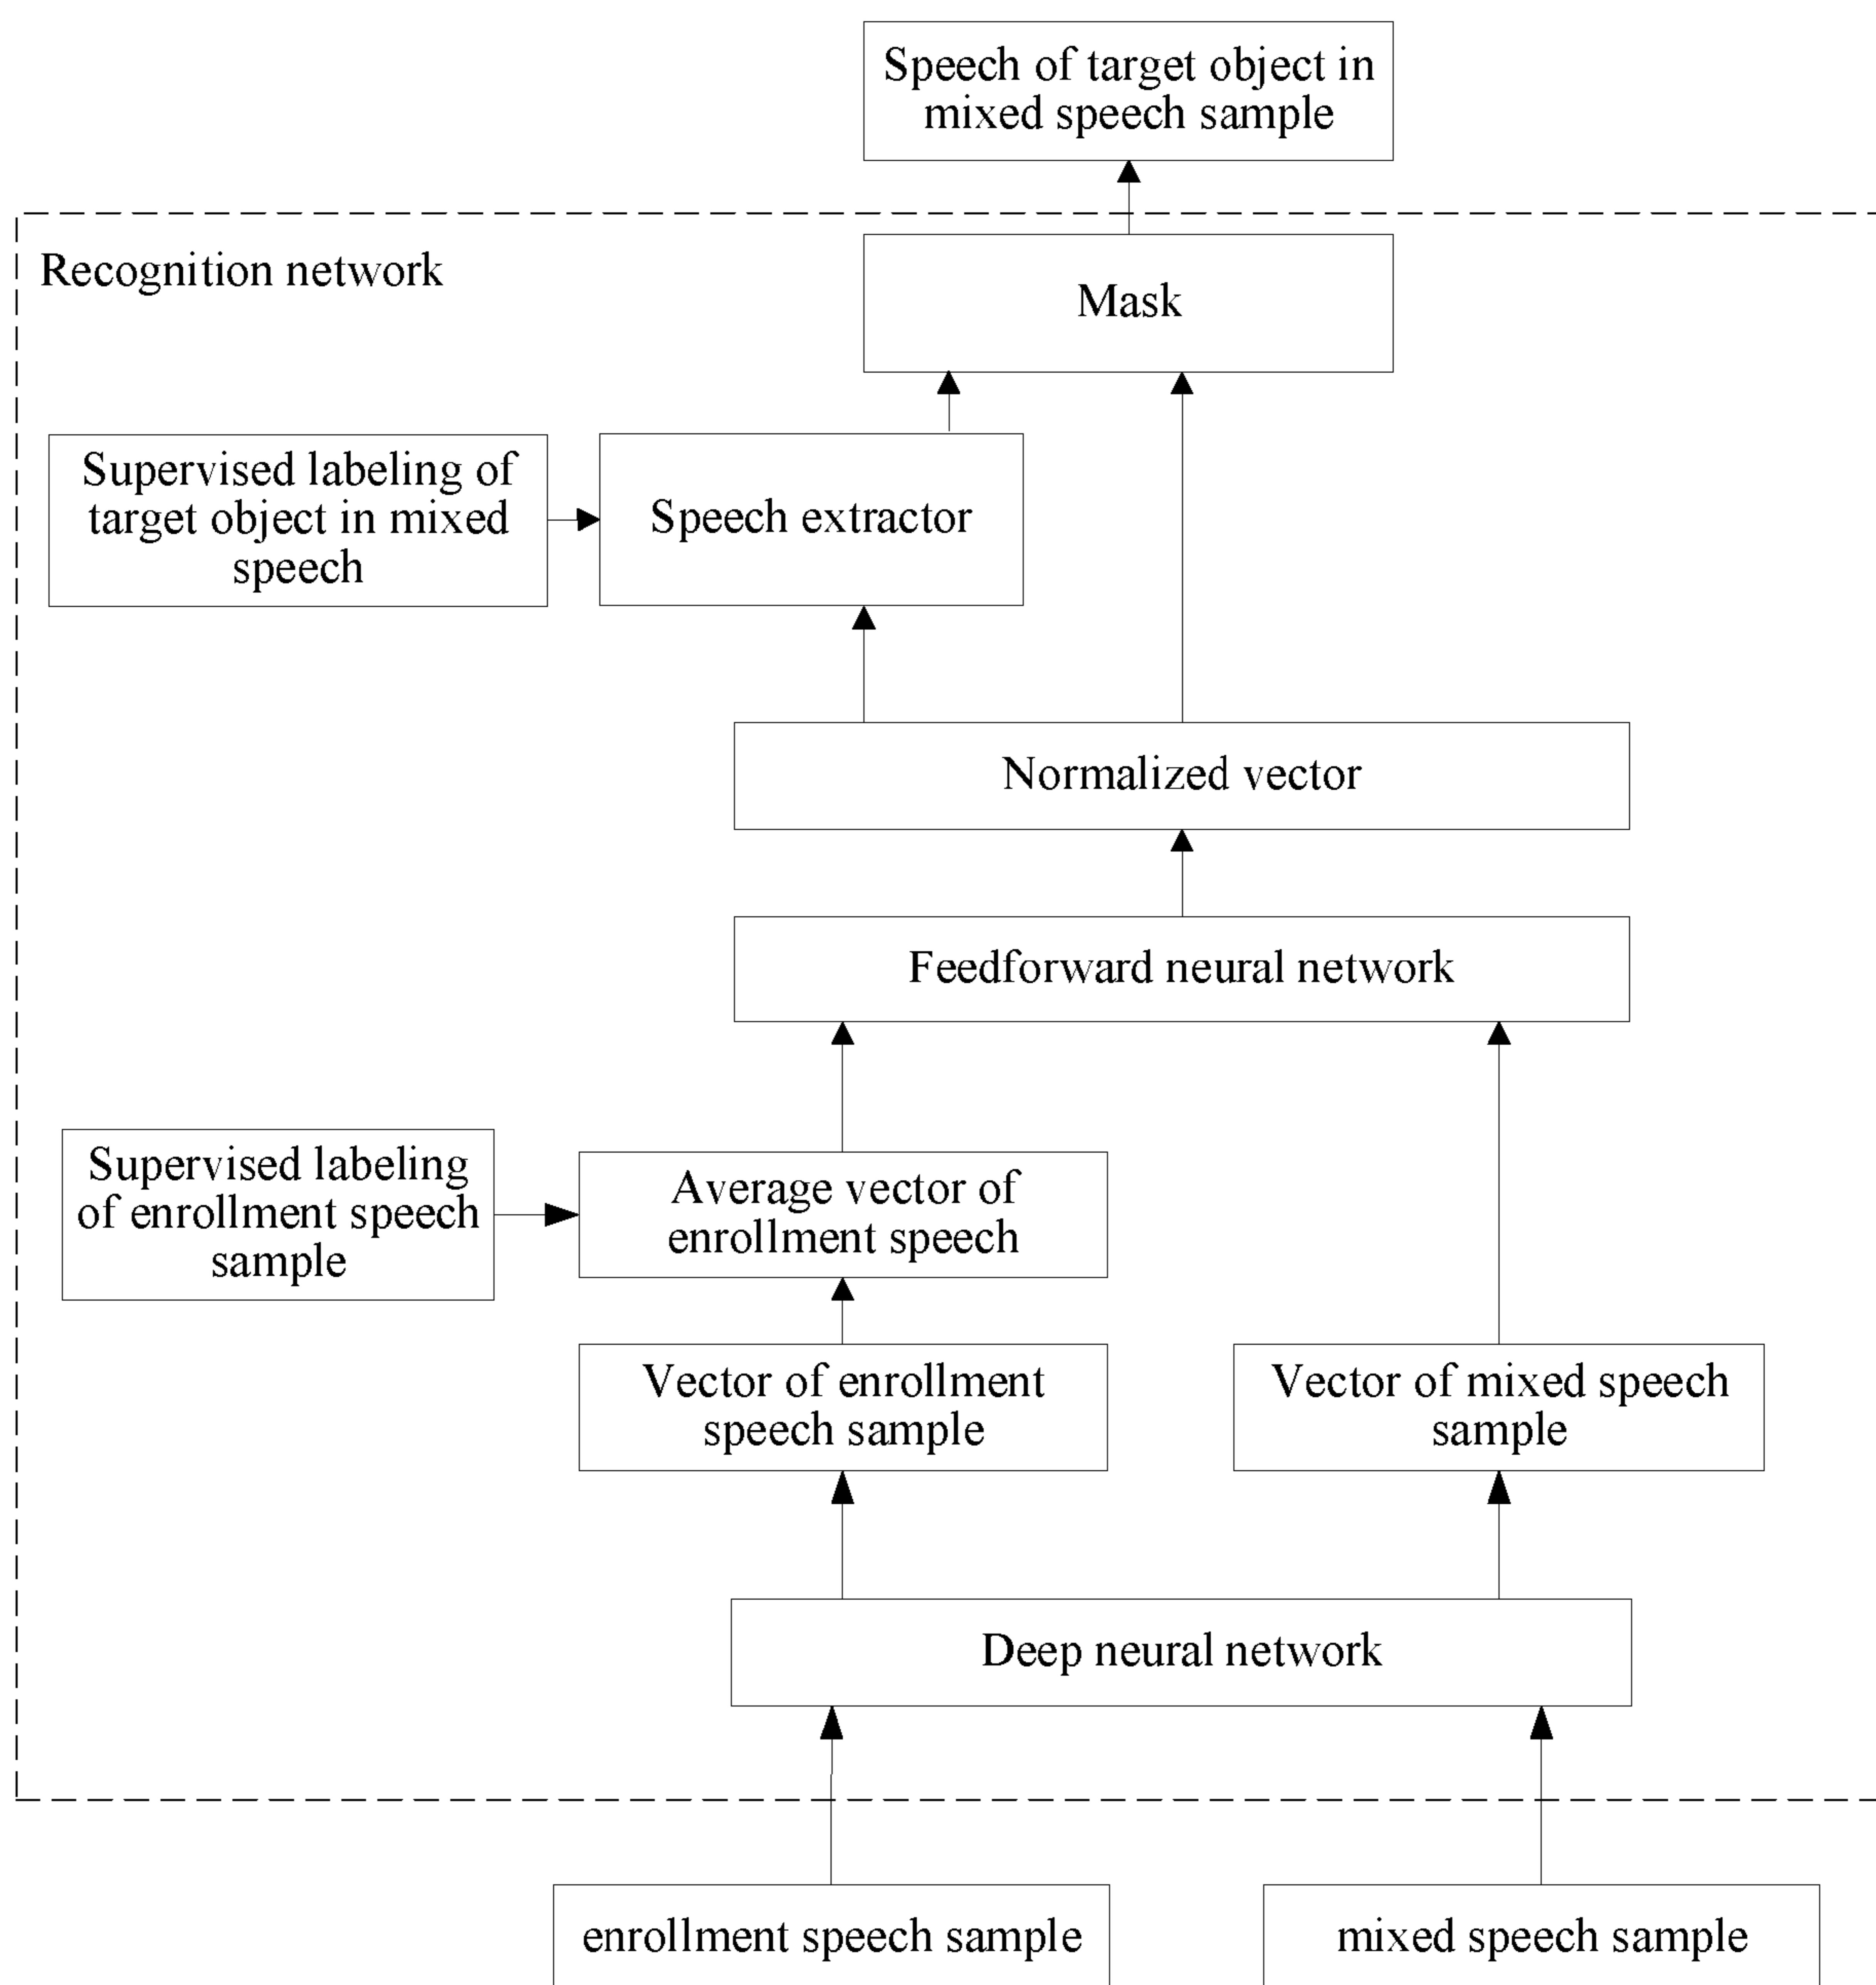 Speech of target object in
mixed speech sample
Recognition network
Mask
Supervised labeling of
target object in mixed
speech
Speech extractor
Normalized vector
Feedforward neural network
Supervised labeling
of enrollment speech
sample
Average vector of
enrollment speech
Vector of enrollment
speech sample
Vector of mixed speech
sample
Deep neural network
enrollment speech sample
mixed speech sample